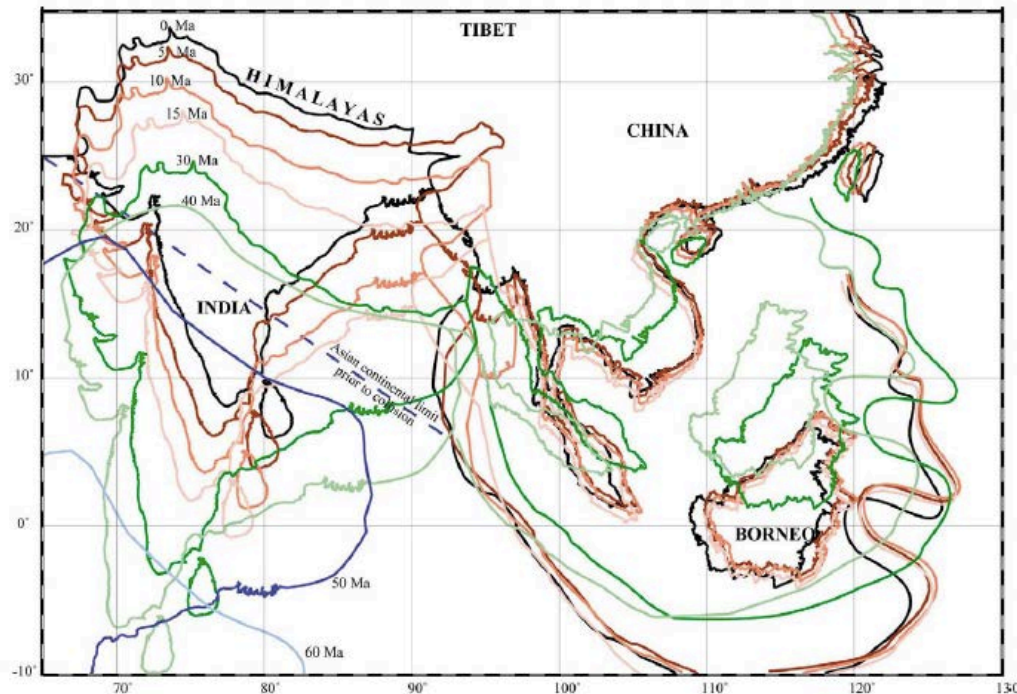 0 Ma
TIBET
5 Ma
30°
10 Ma
HIMALAYAS
15 Ma
CHINA
30 Ma
40 Ma
20°
INDIA
Asian continental limit
prior to collision
10°
0°
BORNEO
50 Ma
60 Ma
-10°
70°
80°
90°
100°
110°
120°
130